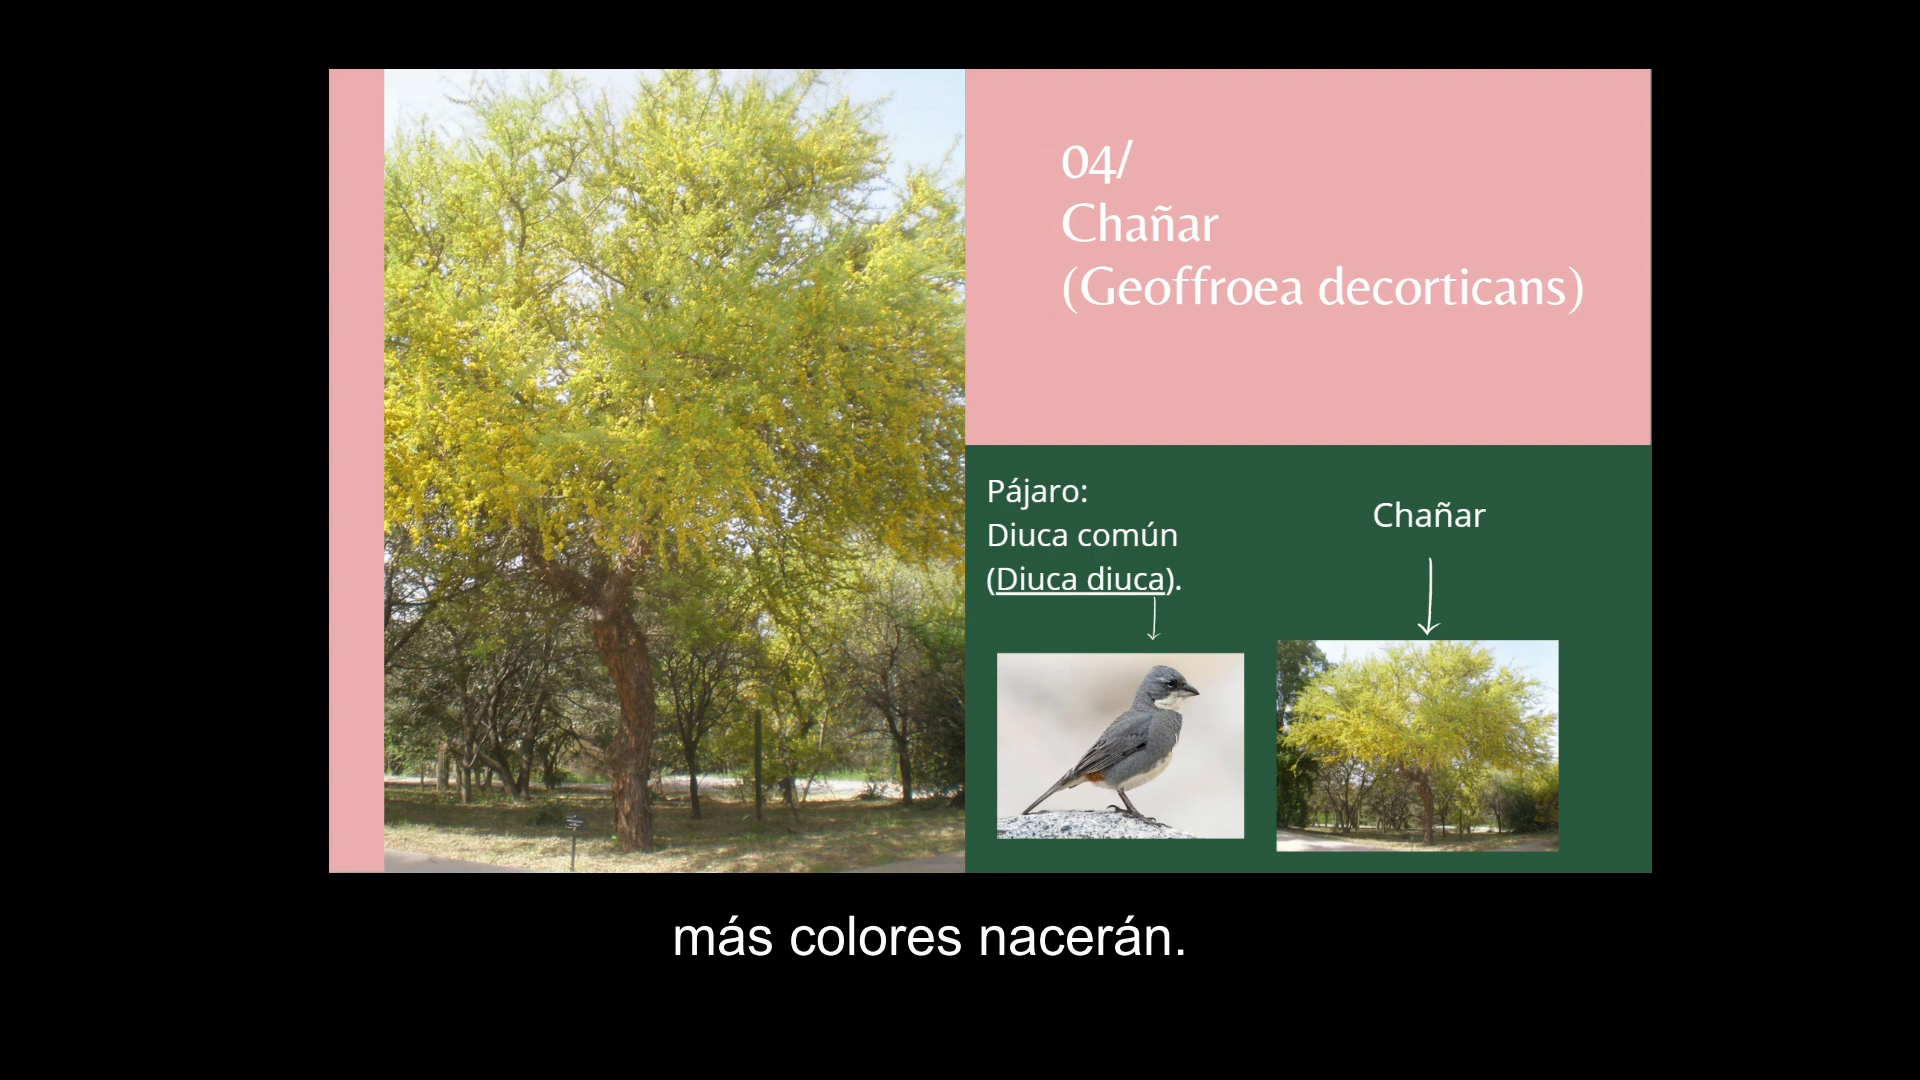 04/
Chañar
(Geoffroea decorticans)
Pájaro:
Diuca común
(Diuca diuca).
Chañar
más colores nacerán.